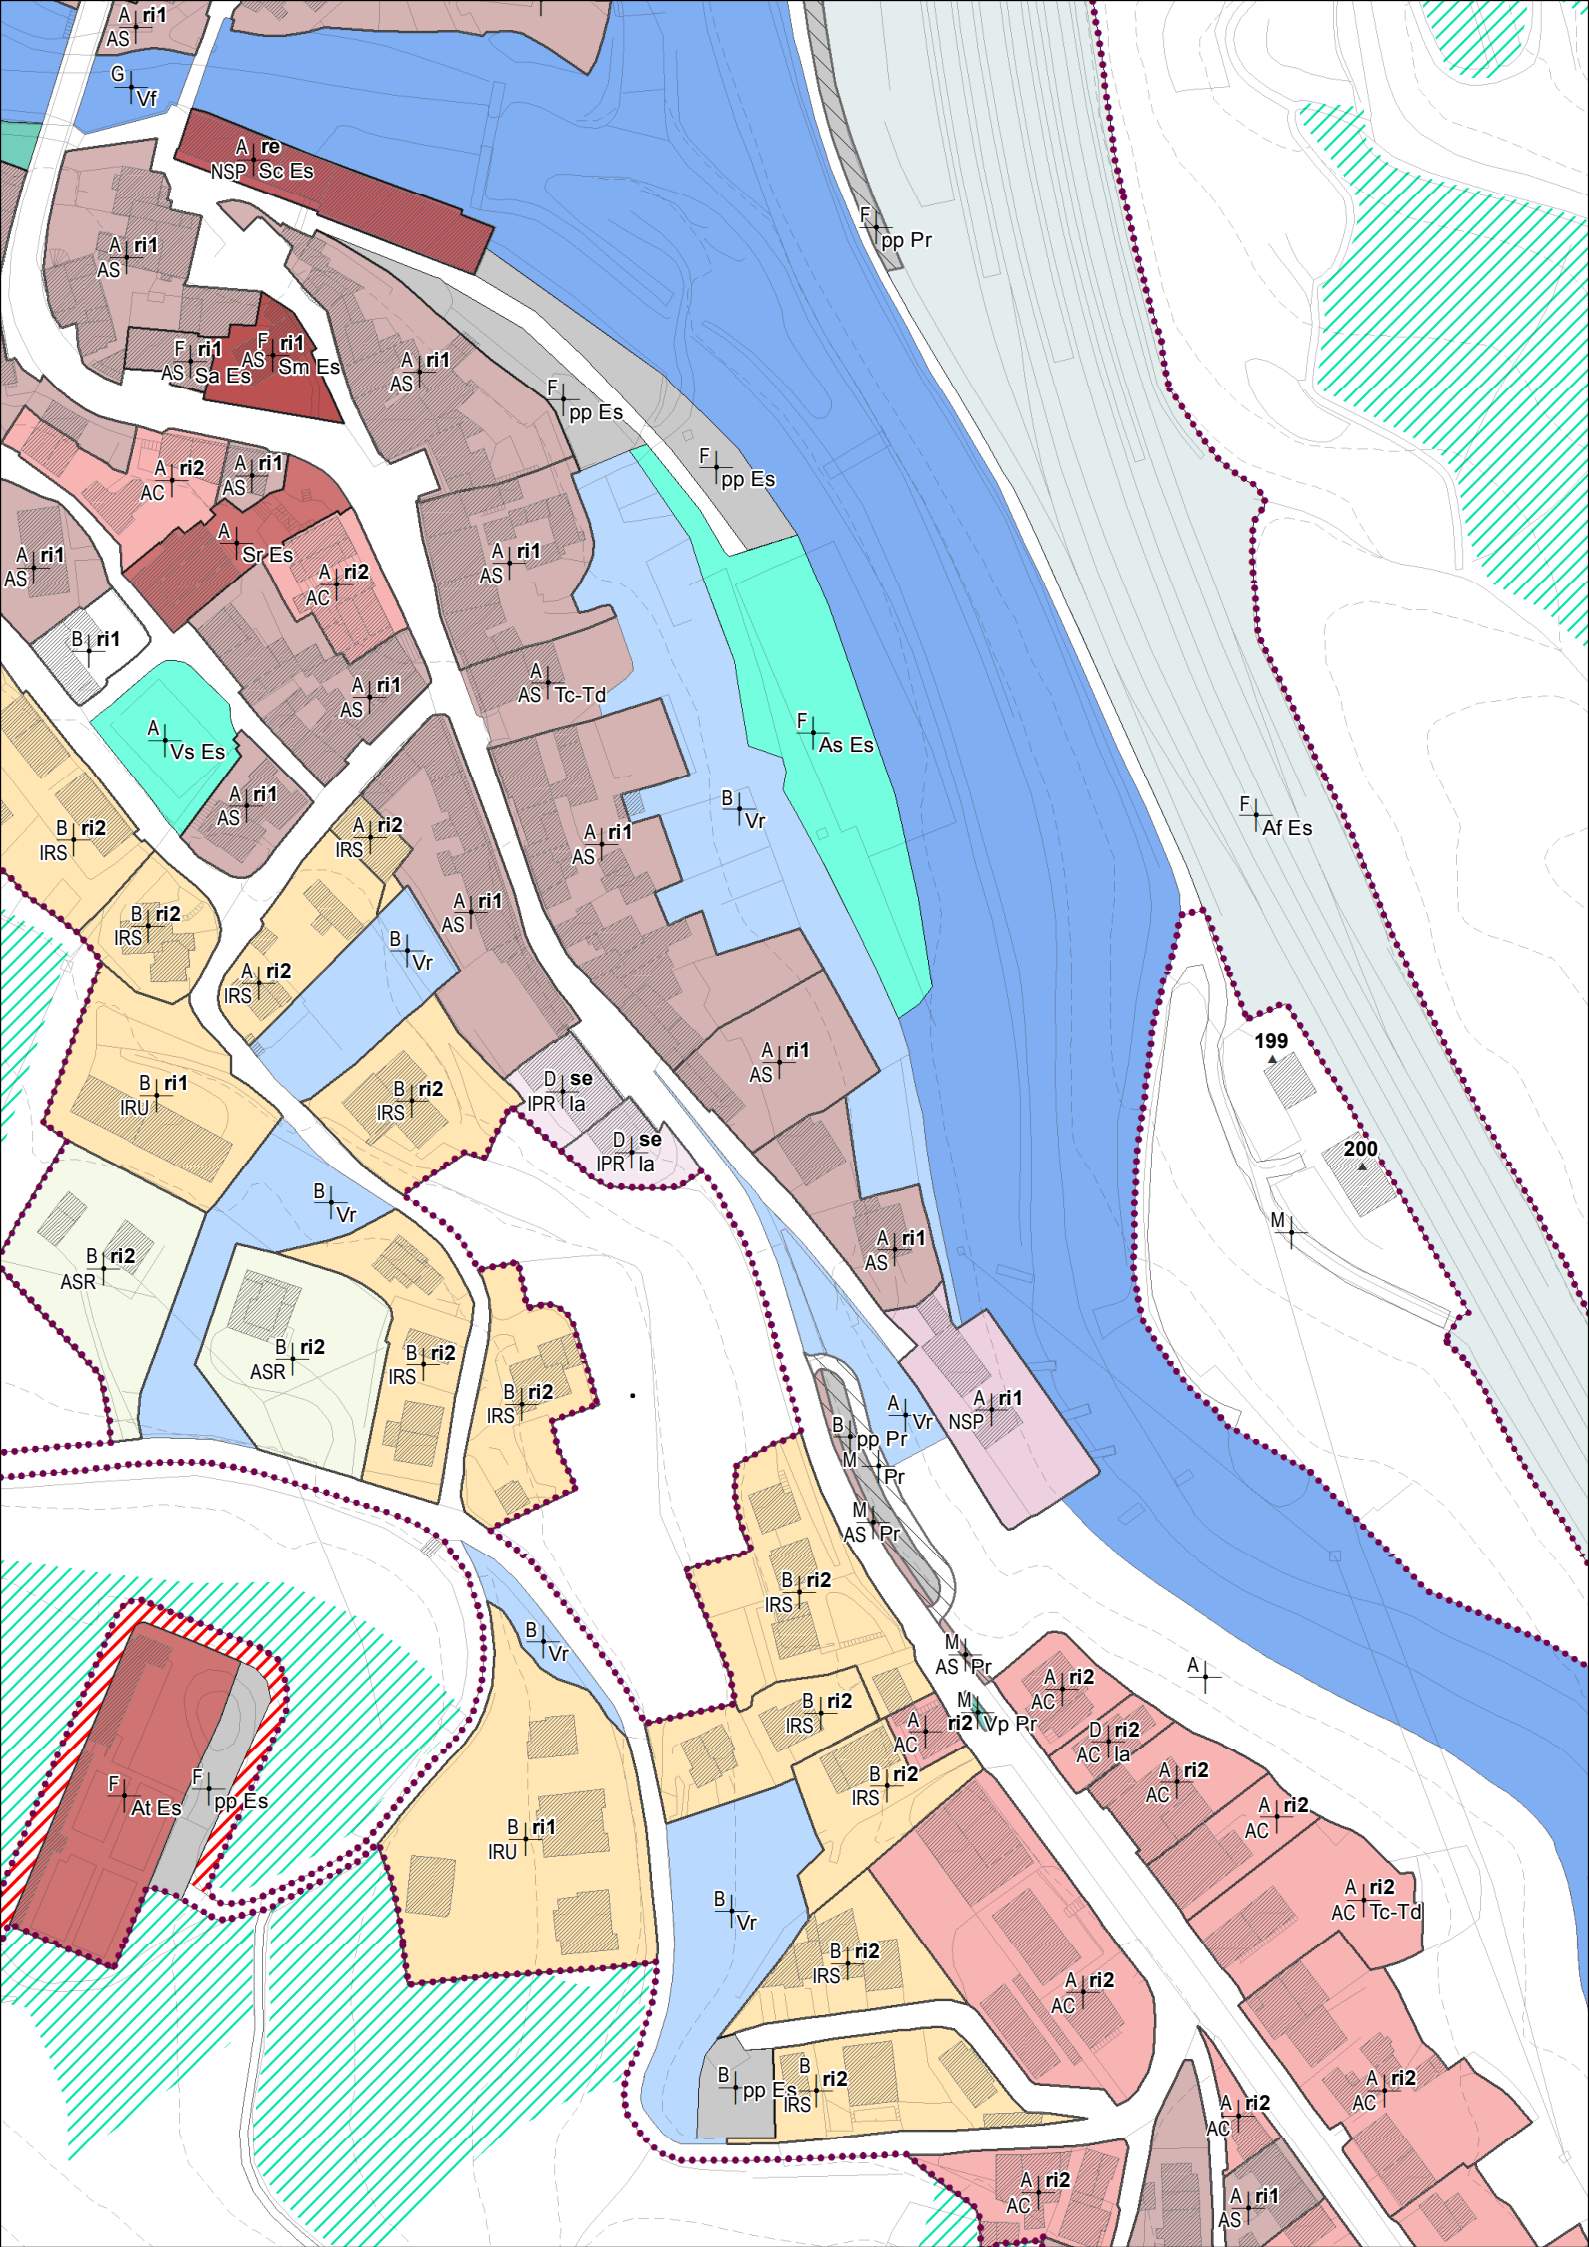 A ri1
AS
G
Vf
A re
NSP Sc Es
F
pp Pr
A ri1
AS
F ri1
AS Sa Es
F ri1
AS Sm Es
A ri1
AS
F
pp Es
F
pp Es
A ri2
AC
A ri1
AS
A
Sr Es
A ri1
AS
A ri1
AS
A ri2
AC
B ri1
A ri1
AS
A
AS Tc-Td
A
Vs Es
F
As Es
A ri1
AS
B
Vr
F
Af Es
B ri2
IRS
A ri2
IRS
A ri1
AS
B ri2
IRS
A ri1
AS
B
Vr
A ri2
IRS
199
A ri1
AS
B ri1
IRU
B ri2
IRS
D se
IPR Ia
D se
IPR Ia
200
B
Vr
M
B ri2
ASR
A ri1
AS
B ri2
ASR
B ri2
IRS
B ri2
IRS
A ri1
NSP
A
Vr
B
pp Pr
M
Pr
M
AS Pr
B ri2
IRS
B
Vr
M
AS Pr
A
A ri2
AC
B ri2
IRS
M
Vp Pr
A ri2
AC
D ri2
AC Ia
A ri2
AC
B ri2
IRS
F
At Es
F
pp Es
A ri2
AC
B ri1
IRU
A ri2
AC Tc-Td
B
Vr
B ri2
IRS
A ri2
AC
B
pp Es
B ri2
IRS
A ri2
AC
A ri2
AC
A ri2
AC
A ri1
AS